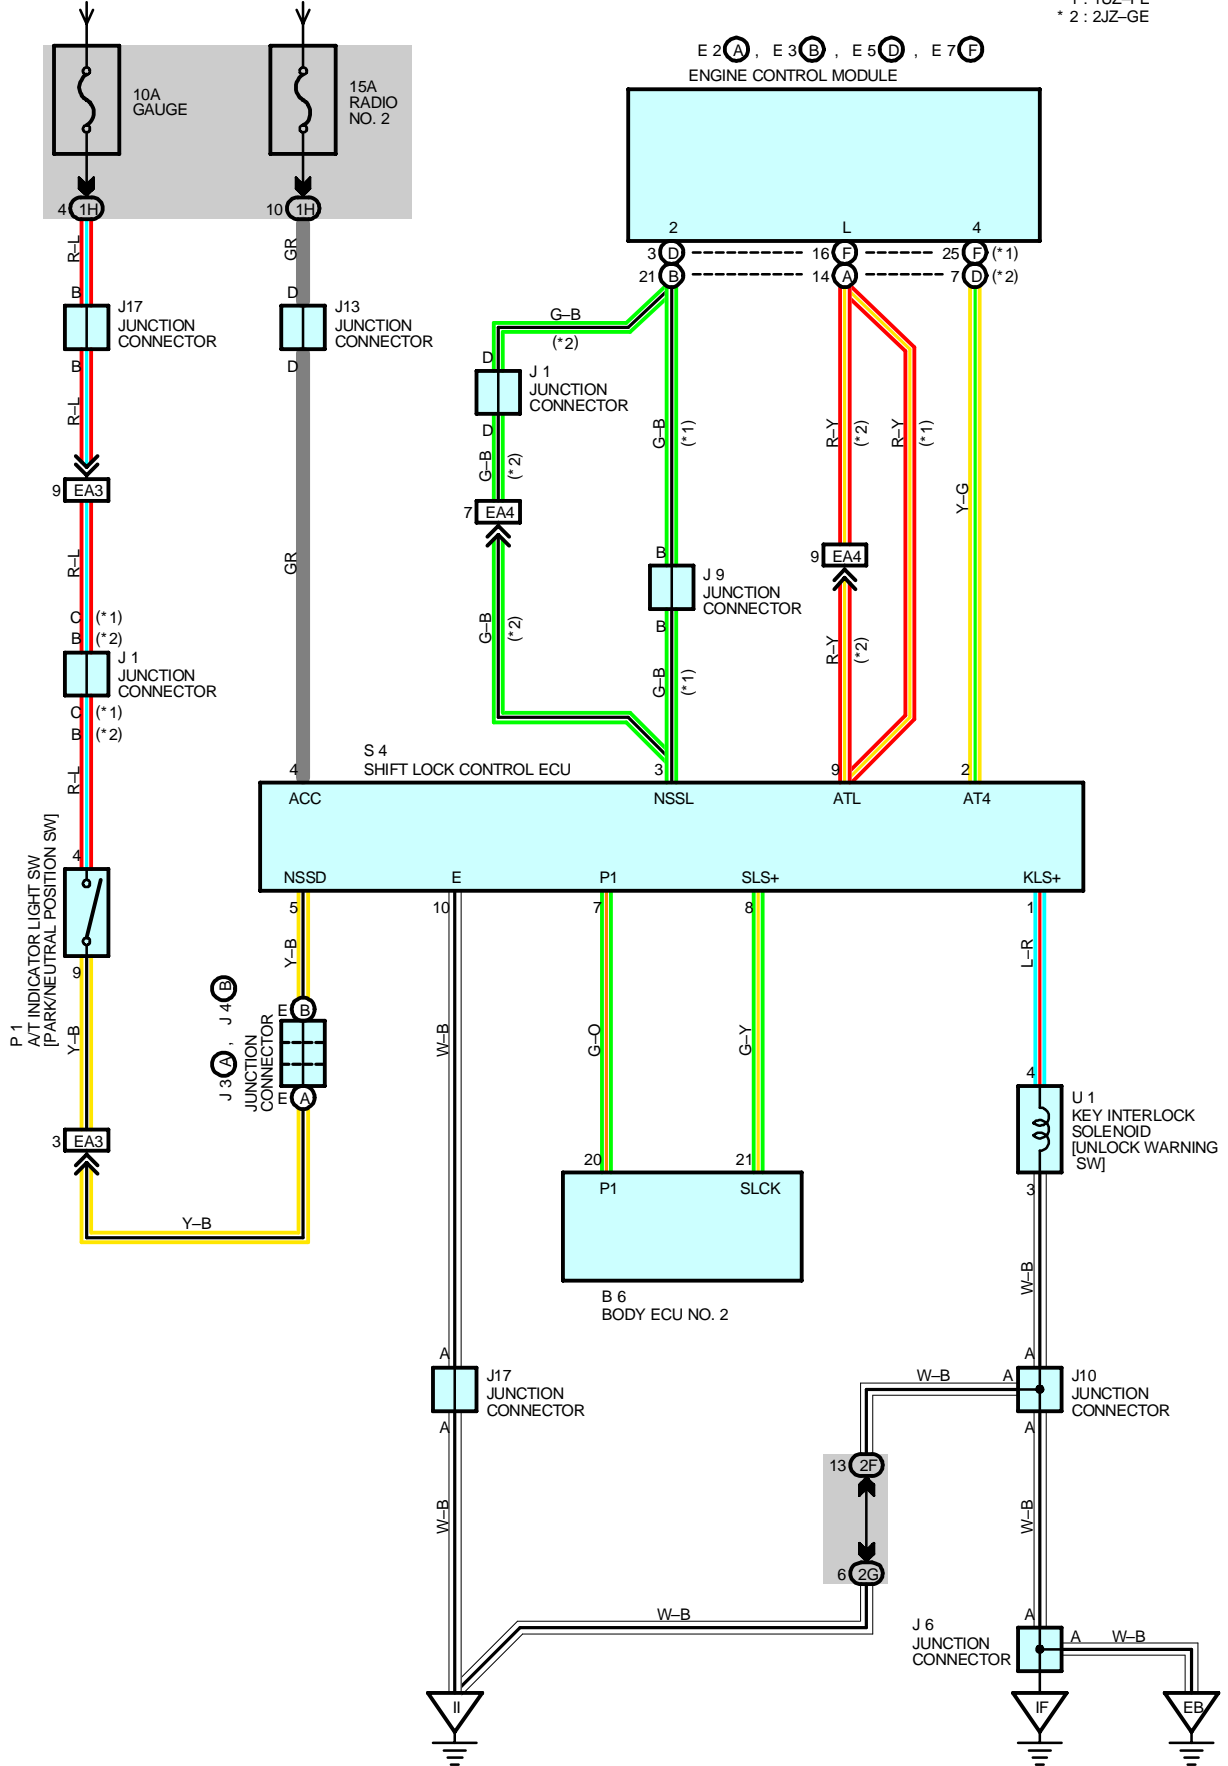 * 2 : 2JZ–GE
E 2 A , E 3 B , E 5 D , E 7 F
ENGINE CONTROL MODULE
10A
GAUGE
15A
RADIO
NO. 2
4 1H
10 1H
2
L
4
3 D
16 F
25 F (*1)
21 B
14 A
7 D (*2)
R–L
GR
B
J17
JUNCTION
CONNECTOR
B
D
J13
JUNCTION
CONNECTOR
D
G–B
(*2)
D
J 1
JUNCTION
CONNECTOR
D
R–L
G–B
(*2)
G–B
(*1)
R–Y
(*2)
R–Y
(*1)
Y–G
9 EA3
7 EA4
9 EA4
R–L
GR
B
J 9
JUNCTION
CONNECTOR
B
C (*1)
B (*2)
J 1
JUNCTION
CONNECTOR
C (*1)
B (*2)
G–B
(*2)
G–B
(*1)
R–Y
(*2)
R–L
S 4
SHIFT LOCK CONTROL ECU
4
3
9
2
ACC
NSSL
ATL
AT4
NSSD
E
P1
SLS+
KLS+
5
10
7
8
1
4
9
P 1
A/T INDICATOR LIGHT SW
[PARK/NEUTRAL POSITION SW]
Y–B
Y–B
J 3 A , J 4 B
JUNCTION
CONNECTOR
E B
E A
W–B
G–O
G–Y
L–R
3 EA3
Y–B
4
U 1
KEY INTERLOCK
SOLENOID
[UNLOCK WARNING
SW]
3
20
21
P1
SLCK
B 6
BODY ECU NO. 2
W–B
A
J17
JUNCTION
CONNECTOR
A
W–B
A
A
J10
JUNCTION
CONNECTOR
A
13 2F
6 2G
W–B
W–B
W–B
A
J 6
JUNCTION
CONNECTOR
A
W–B
II
IF
EB